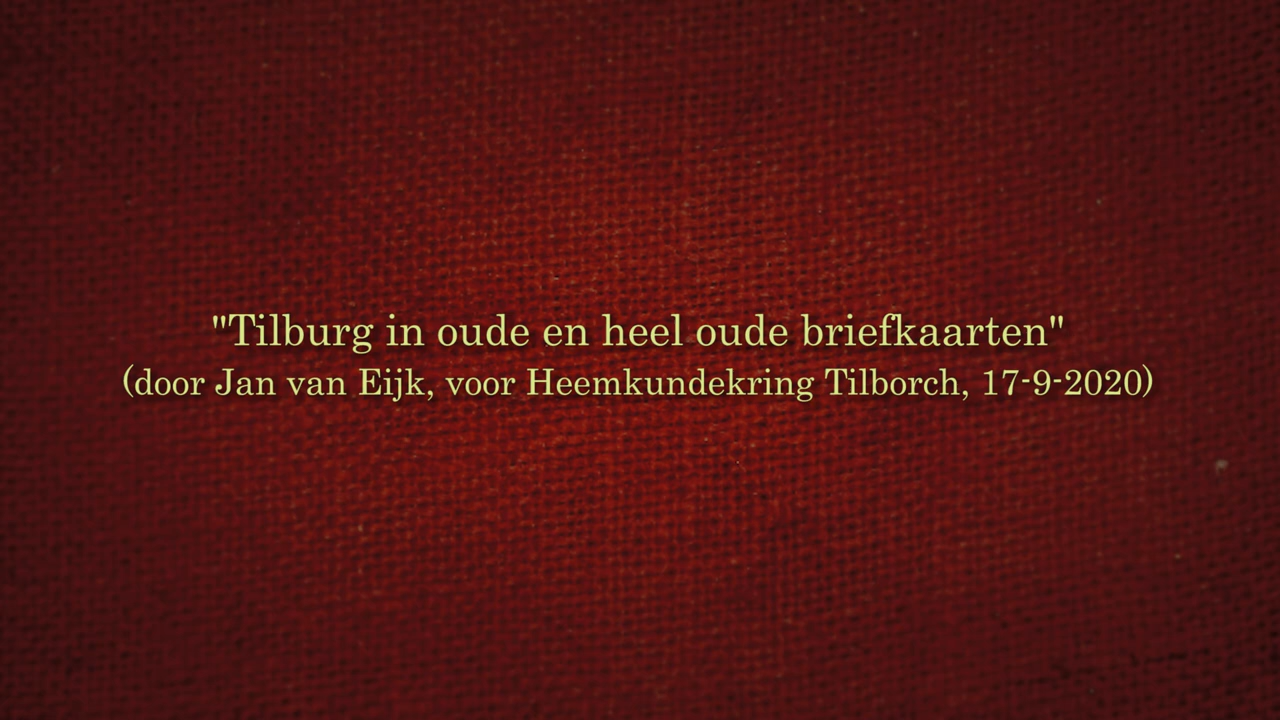 "Tilburg in oude en heel oude briefkaarten"
(door Jan van Eijk, voor Heemkundekring Tilborch, 17-9-2020)